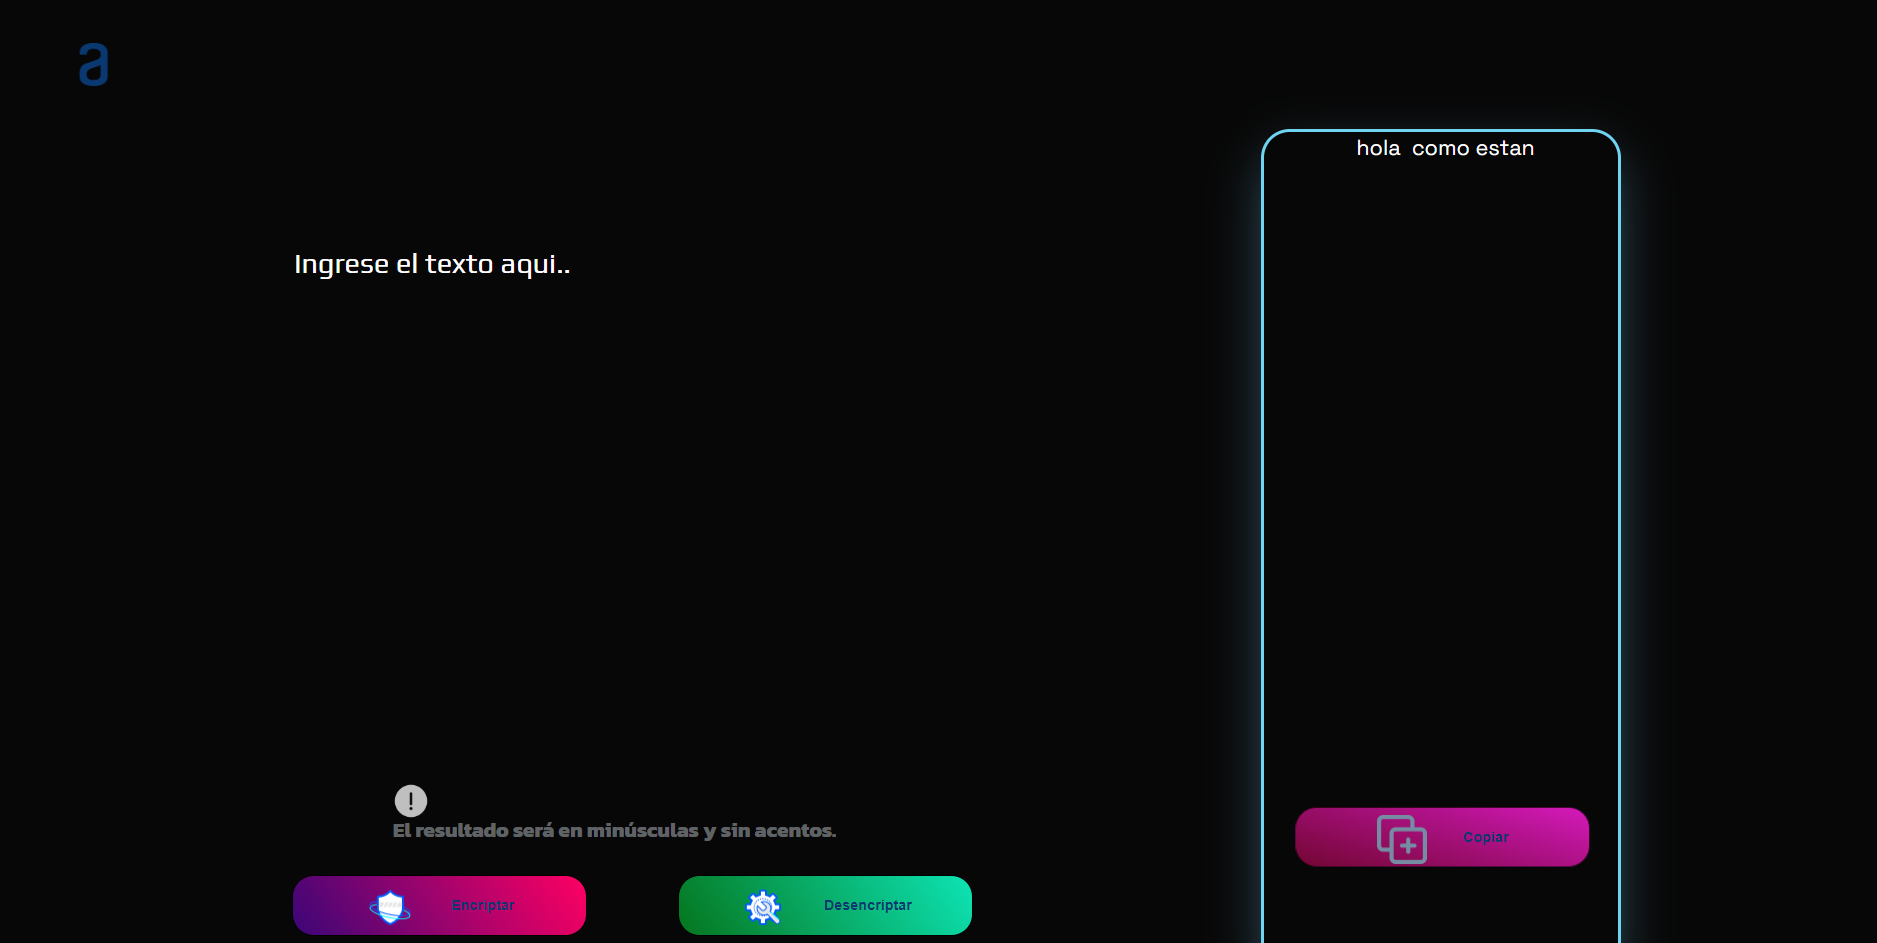 a
hola  como estan
Ingrese el texto aqui..
El resultado será en minúsculas y sin acentos.
Encriptar
Desencriptar
Copiar